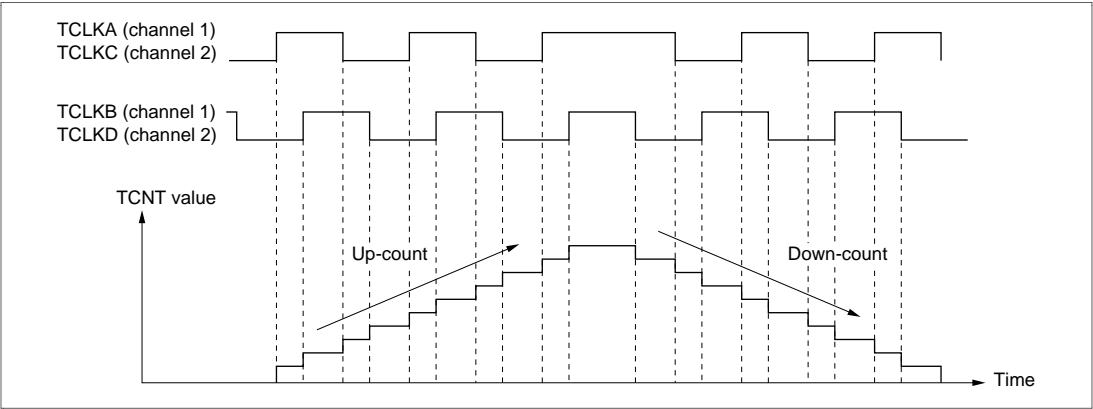 TCLKA (channel 1)
TCLKC (channel 2)
TCLKB (channel 1)
TCLKD (channel 2)
TCNT value
Up-count
Down-count
Time